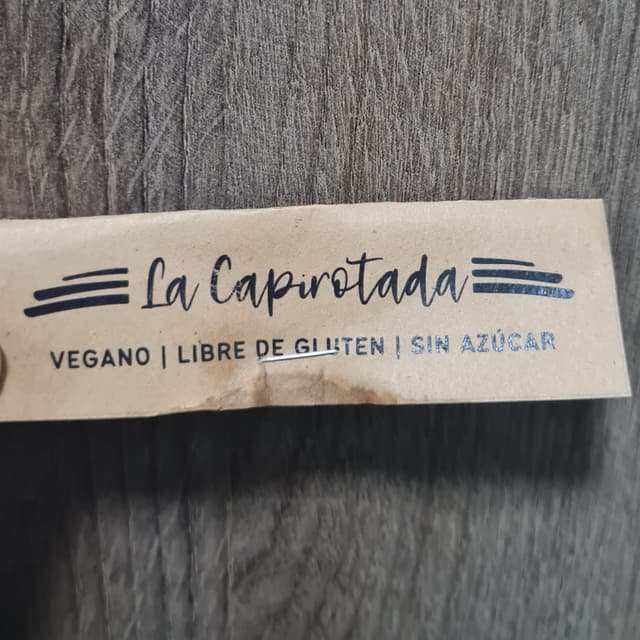 La Capirotada
VEGANO | LIBRE DE GLUTEN | SIN AZÚCAR